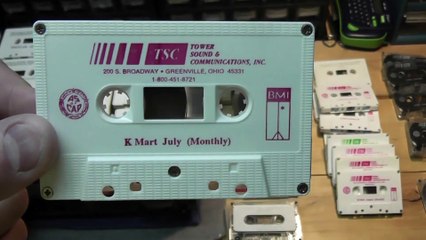 TSC
TOWER
SOUND &
COMMUNICATIONS, INC.
200 S. BROADWAY • GREENVILLE, OHIO 45331
1-800-451-8721
BMI
K Mart July (Monthly)